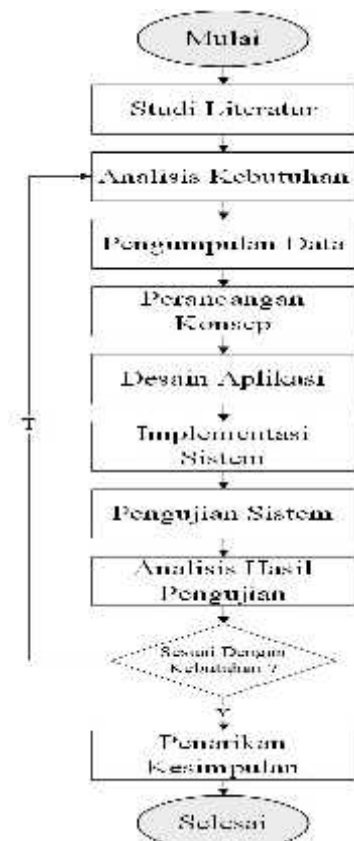 Mulai
Studi Literatur
Analisis Kebutuhan
Pengumpulan Data
Perancangan
Konsep
Desain Aplikasi
T
Implementasi
Sistem
Pengujian Sistem
Analisis Hasil
Pengujian
Sesuai Dengan
Kebutuhan ?
Y
Penarikan
Kesimpulan
Selesai